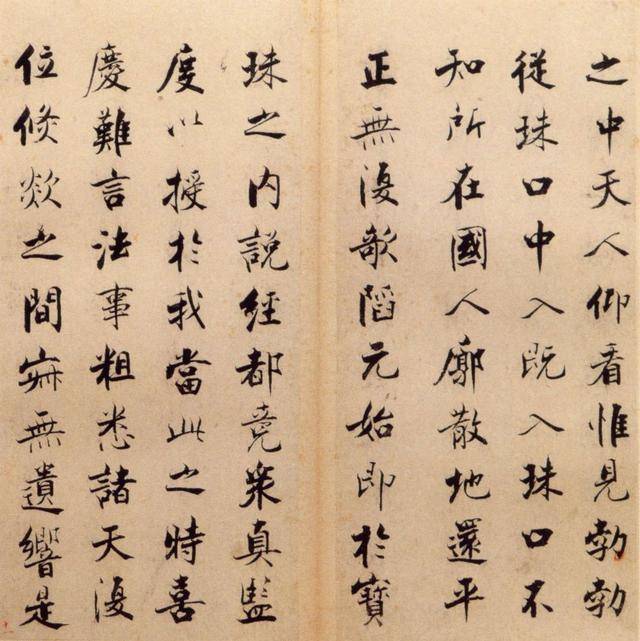 之中天人仰看惟見勃勃
從珠口中入既入珠口不
知所在國人廓散地還平
正無復欹陷元始即於寶
珠之内說經都竟衆真監
度以授於我當此之時喜
慶難言法事粗悉諸天復
位倏欻之間寂無遺響是